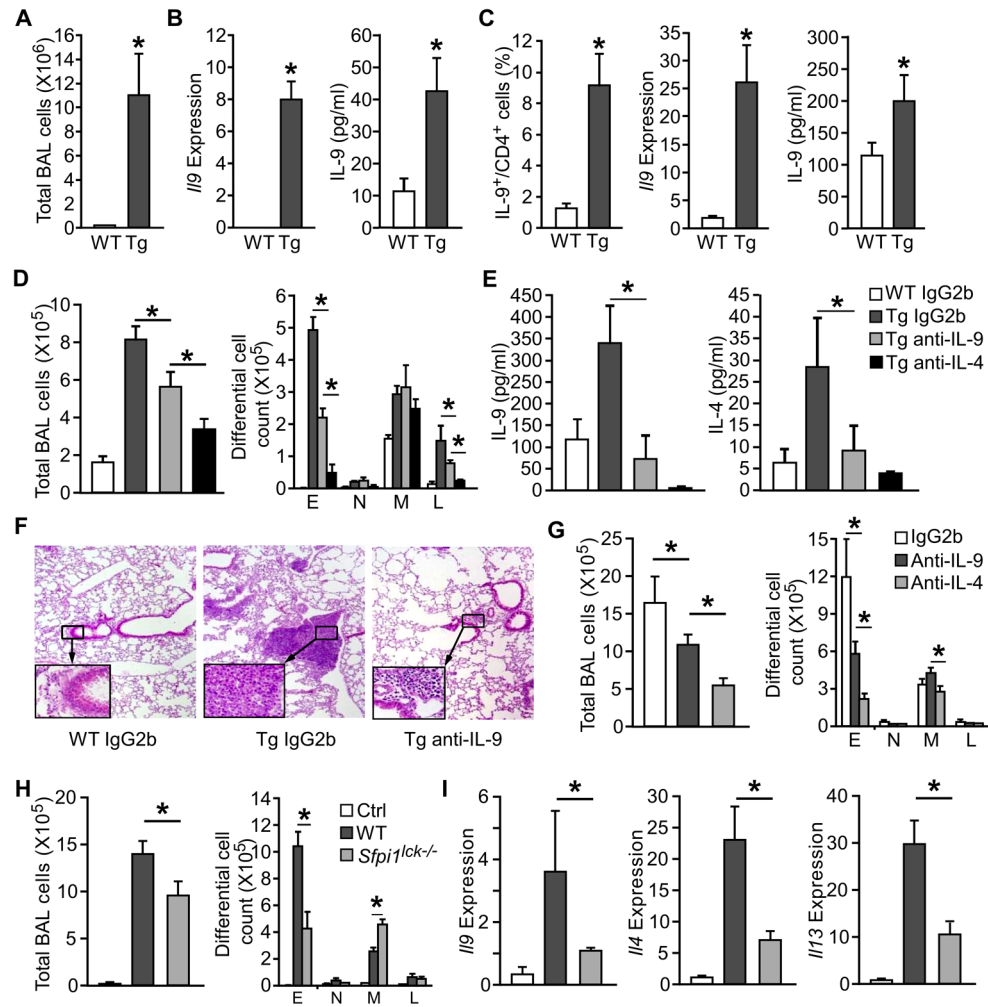 A
Total BAL cells (X10⁶)
16
14
12
10
8
6
4
2
0
*
WT Tg
B
Il9 Expression
10
8
6
4
2
0
*
WT Tg
IL-9 (pg/ml)
60
50
40
30
20
10
0
*
WT Tg
C
IL-9⁺/CD4⁺ cells (%)
12
10
8
6
4
2
0
*
WT Tg
Il9 Expression
35
30
25
20
15
10
5
0
*
WT Tg
IL-9 (pg/ml)
300
250
200
150
100
50
0
*
WT Tg
D
Total BAL cells (X10⁵)
10
8
6
4
2
0
*
*
Differential cell
count (X10⁵)
6
5
4
3
2
1
0
*
*
*
*
E N M L
E
IL-9 (pg/ml)
450
400
350
300
250
200
150
100
50
0
*
IL-4 (pg/ml)
45
40
35
30
25
20
15
10
5
0
*
WT IgG2b
Tg IgG2b
Tg anti-IL-9
Tg anti-IL-4
F
WT IgG2b
Tg IgG2b
Tg anti-IL-9
G
Total BAL cells (X10⁵)
25
20
15
10
5
0
*
*
Differential cell
count (X10⁵)
15
12
9
6
3
0
*
*
*
E N M L
IgG2b
Anti-IL-9
Anti-IL-4
H
Total BAL cells (X10⁵)
20
15
10
5
0
*
Differential cell
count (X10⁵)
14
12
10
8
6
4
2
0
*
*
E N M L
Ctrl
WT
Sfpi1lck-/-
I
Il9 Expression
6
4
2
0
*
Il4 Expression
30
25
20
15
10
5
0
*
Il13 Expression
40
30
20
10
0
*